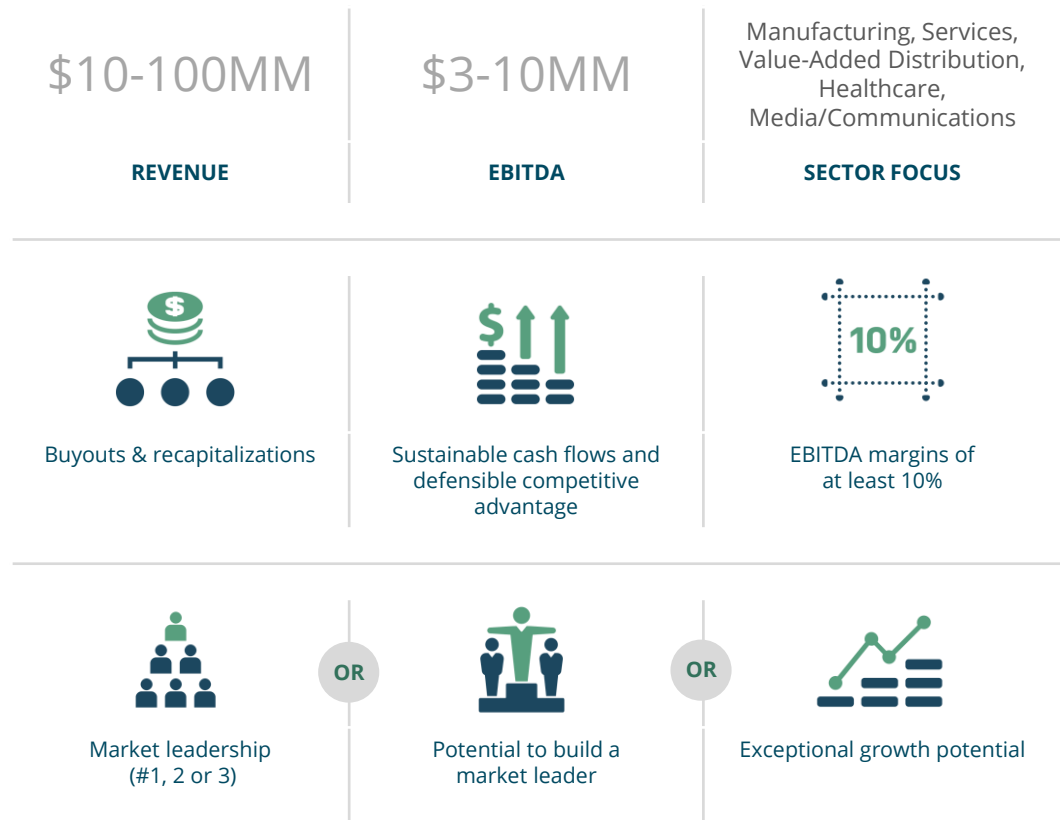 $10-100MM
REVENUE
$3-10MM
EBITDA
Manufacturing, Services,
Value-Added Distribution,
Healthcare,
Media/Communications
SECTOR FOCUS
$
Buyouts & recapitalizations
$
Sustainable cash flows and
defensible competitive
advantage
10%
EBITDA margins of
at least 10%
Market leadership
(#1, 2 or 3)
OR
Potential to build a
market leader
OR
Exceptional growth potential